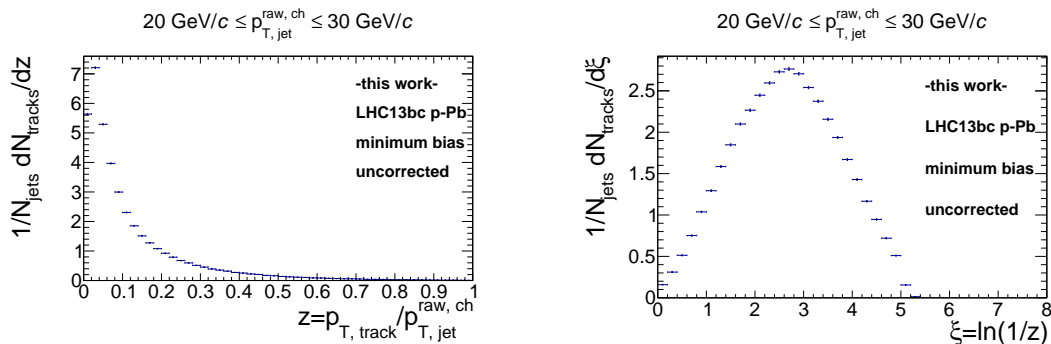 20 GeV/c ≤ p_{T, jet}^{raw, ch} ≤ 30 GeV/c
1/N_{jets} dN_{tracks}/dz
7
6
5
4
3
2
1
0
-this work-
LHC13bc p-Pb
minimum bias
uncorrected
0 0.1 0.2 0.3 0.4 0.5 0.6 0.7 0.8 0.9 1
z=p_{T, track}/p_{T, jet}^{raw, ch}
20 GeV/c ≤ p_{T, jet}^{raw, ch} ≤ 30 GeV/c
1/N_{jets} dN_{tracks}/dξ
2.5
2
1.5
1
0.5
0
-this work-
LHC13bc p-Pb
minimum bias
uncorrected
0 1 2 3 4 5 6 7 8
ξ=ln(1/z)